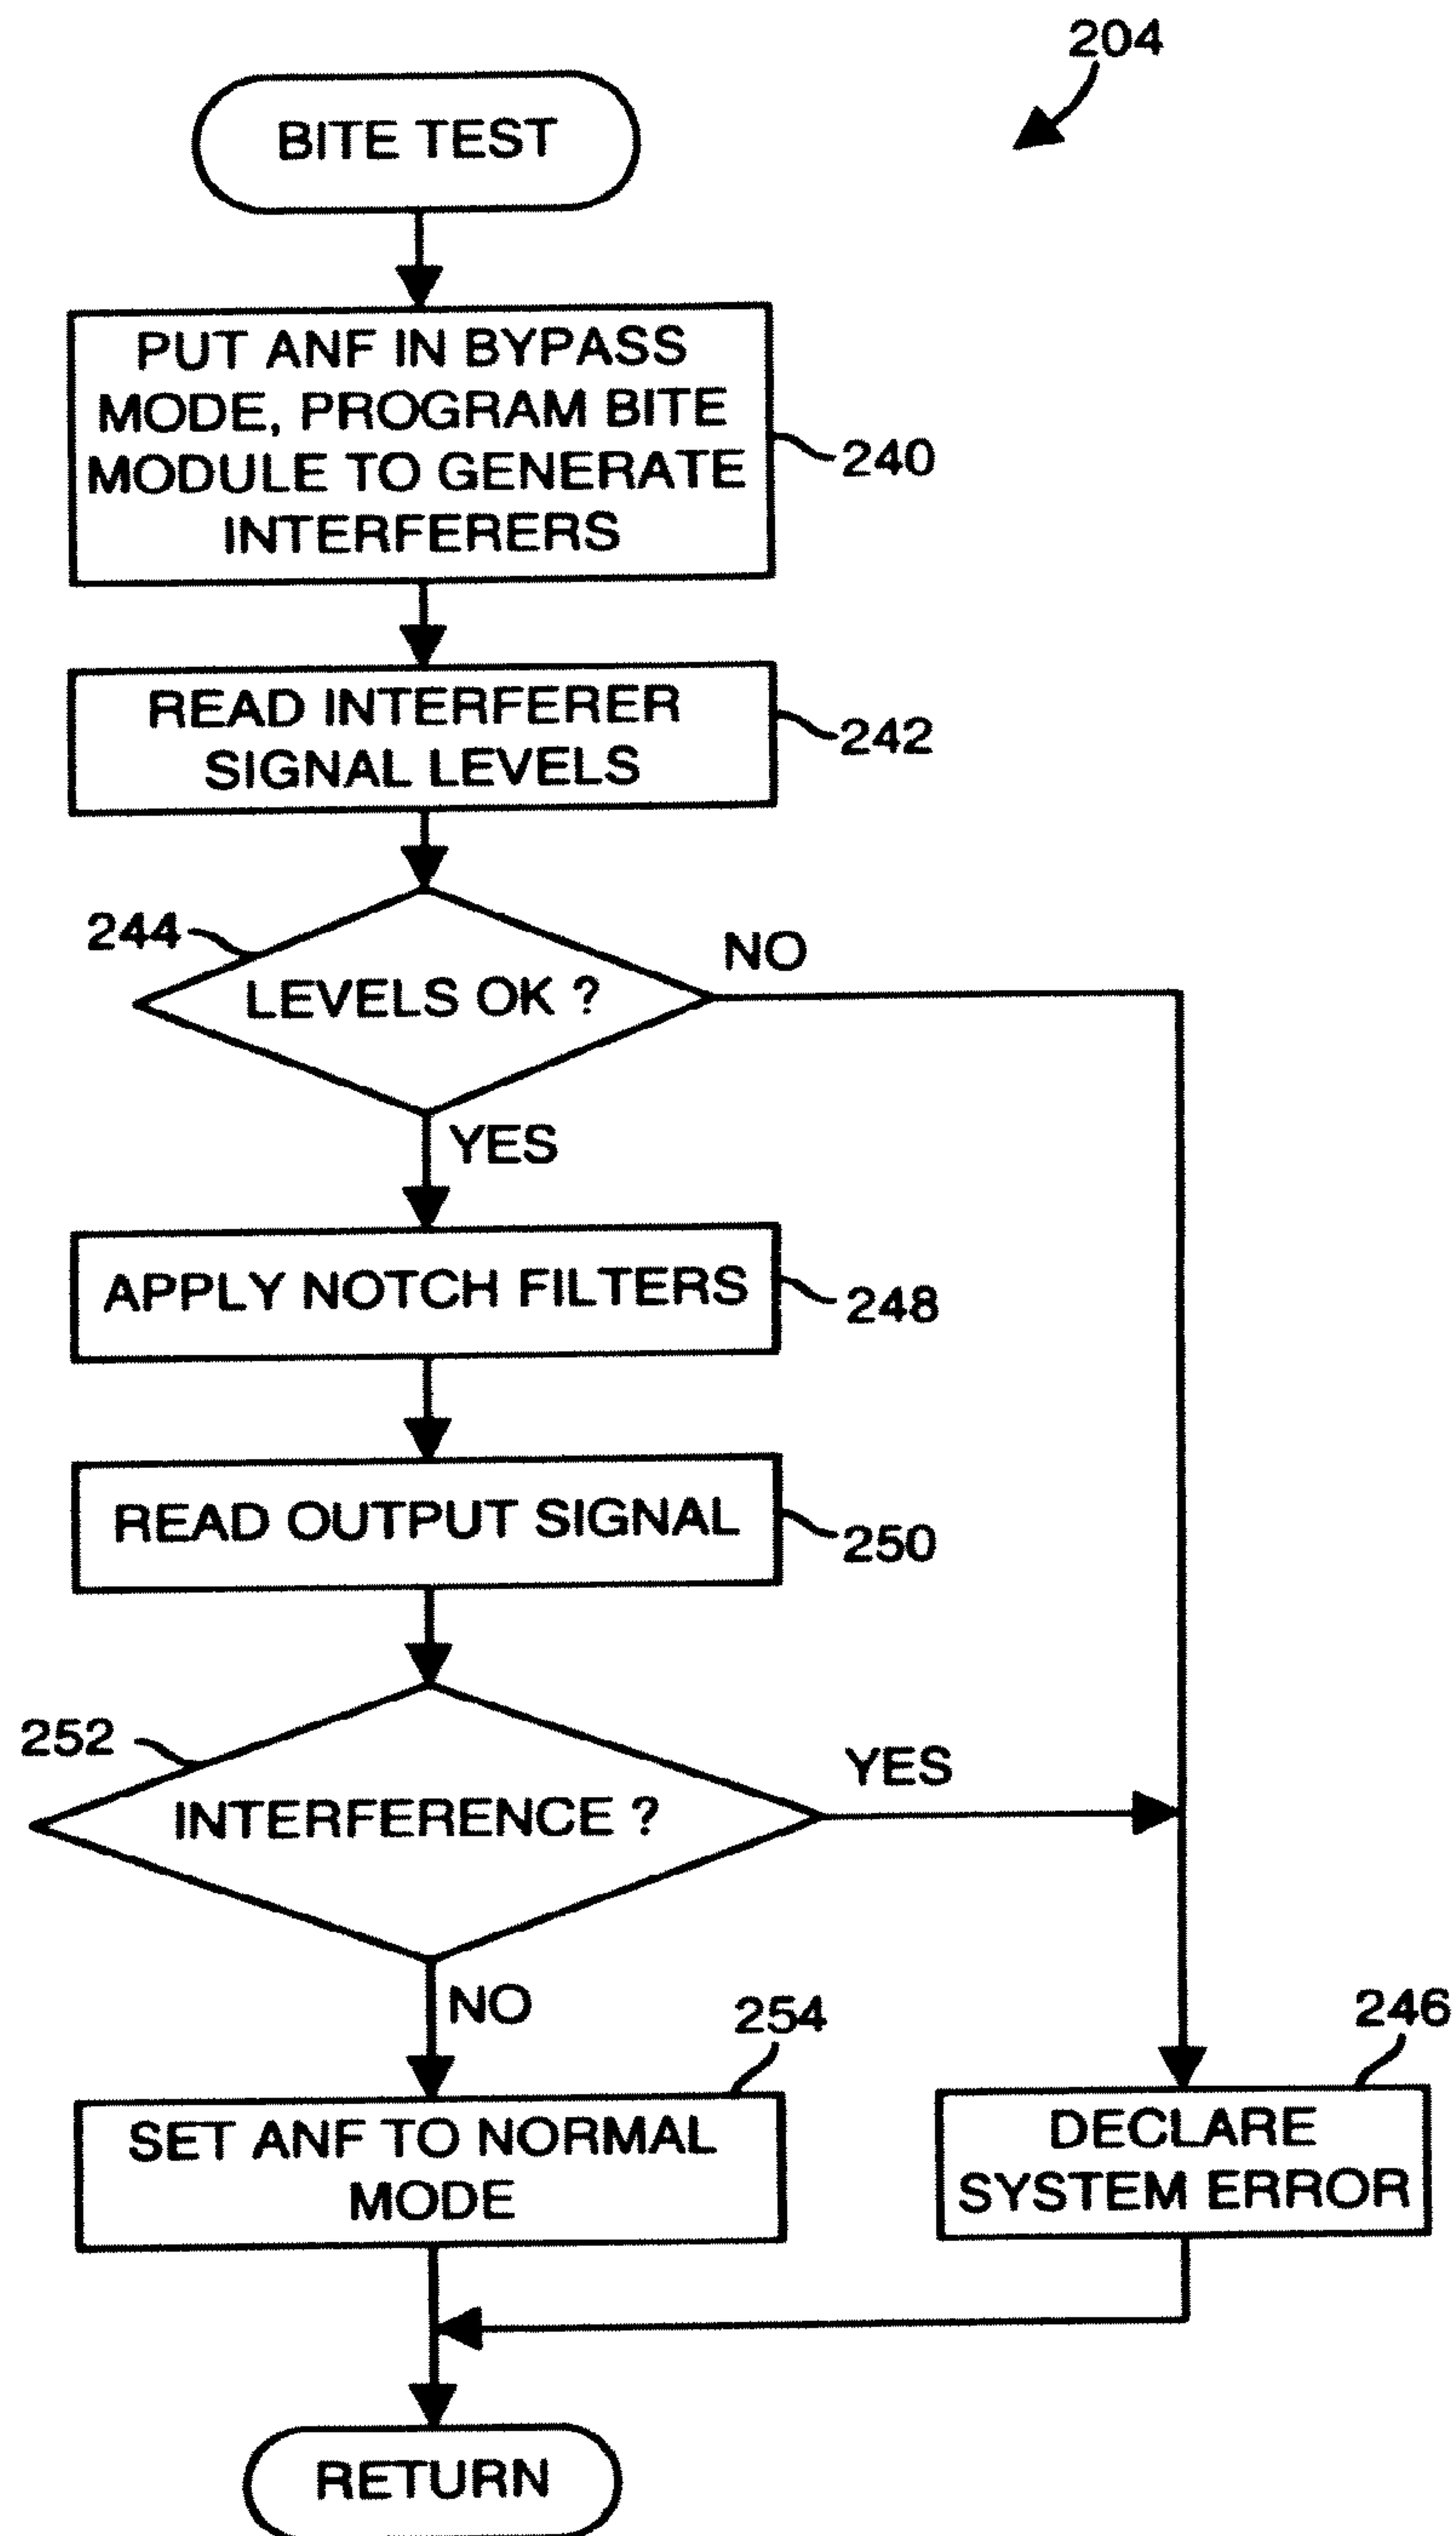 204
BITE TEST
PUT ANF IN BYPASS
MODE, PROGRAM BITE
MODULE TO GENERATE
INTERFERERS
240
READ INTERFERER
SIGNAL LEVELS
242
244
LEVELS OK ?
NO
YES
APPLY NOTCH FILTERS
248
READ OUTPUT SIGNAL
250
252
INTERFERENCE ?
YES
NO
254
SET ANF TO NORMAL
MODE
246
DECLARE
SYSTEM ERROR
RETURN